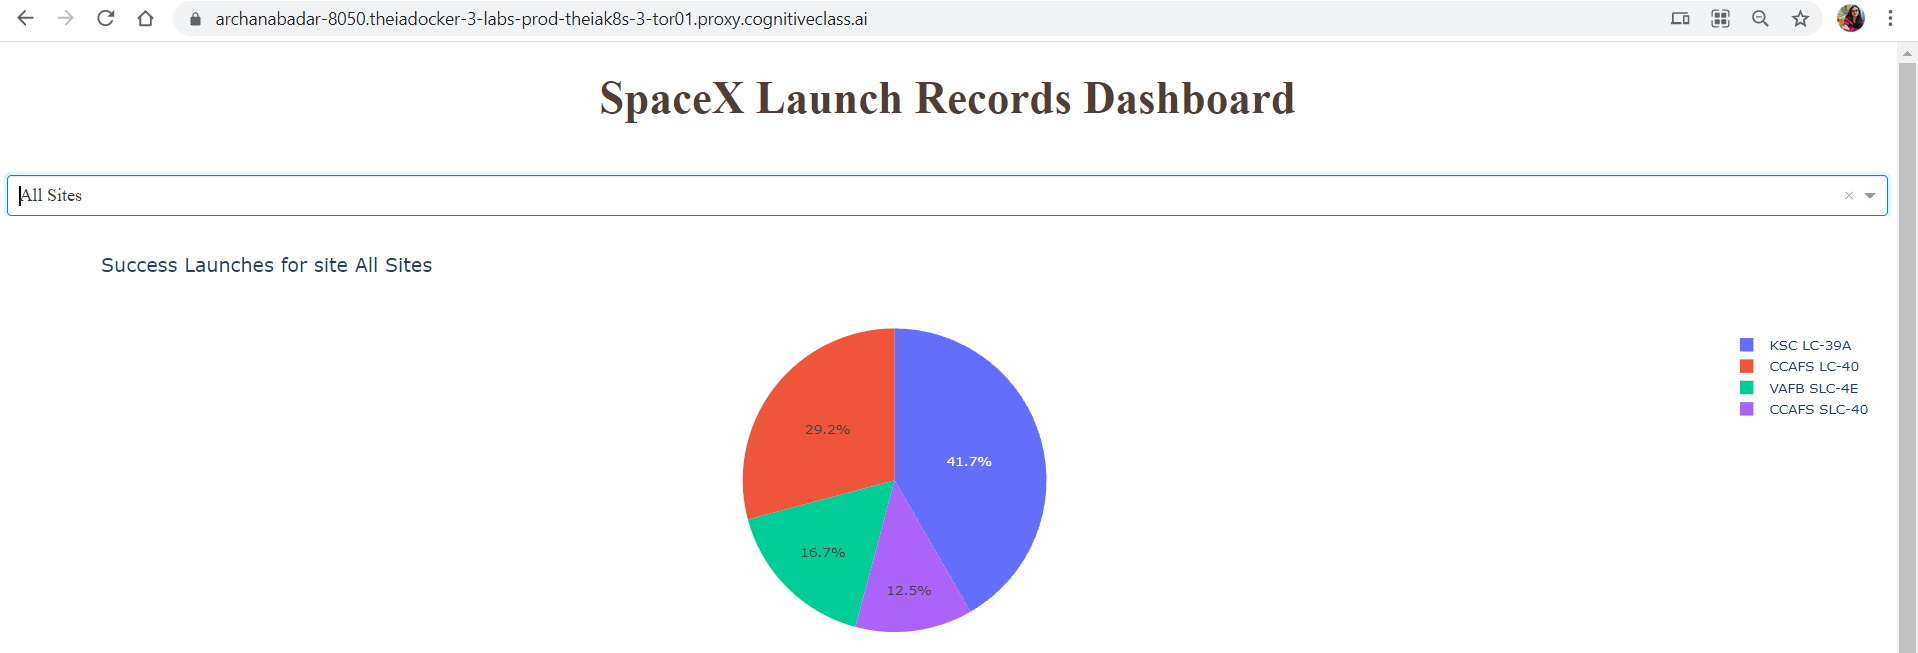 archanabadar-8050.theiadocker-3-labs-prod-theiak8s-3-tor01.proxy.cognitiveclass.ai
SpaceX Launch Records Dashboard
All Sites
Success Launches for site All Sites
KSC LC-39A
CCAFS LC-40
VAFB SLC-4E
CCAFS SLC-40
29.2%
41.7%
16.7%
12.5%